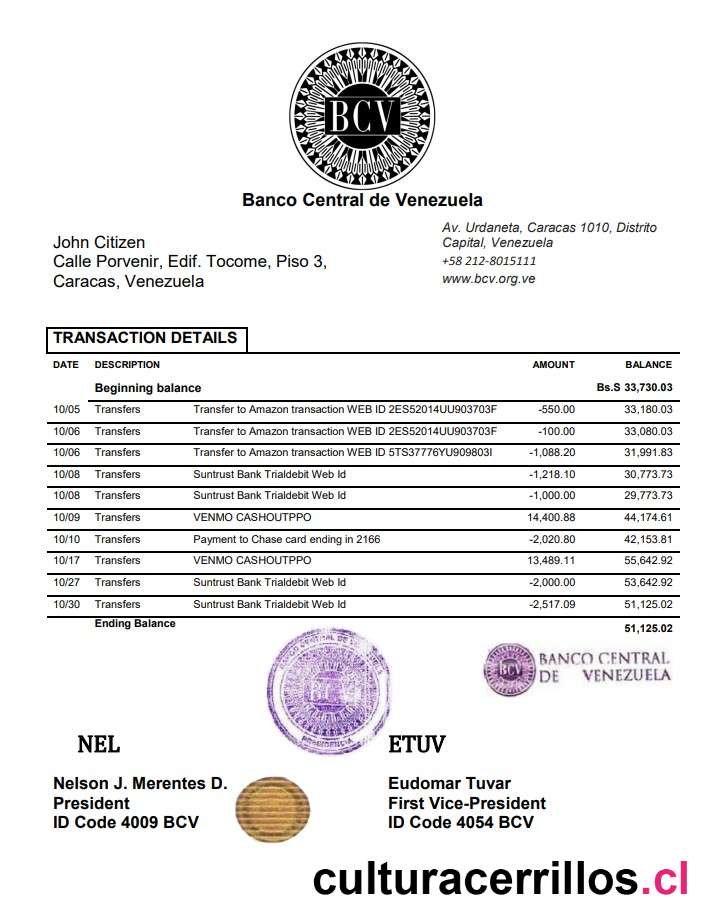 BCV
Banco Central de Venezuela
John Citizen
Calle Porvenir, Edif. Tocome, Piso 3,
Caracas, Venezuela
Av. Urdaneta, Caracas 1010, Distrito
Capital, Venezuela
+58 212-8015111
www.bcv.org.ve
TRANSACTION DETAILS
DATE DESCRIPTION AMOUNT BALANCE
Beginning balance Bs.S 33,730.03
10/05 Transfers Transfer to Amazon transaction WEB ID 2ES52014UU903703F -550.00 33,180.03
10/06 Transfers Transfer to Amazon transaction WEB ID 2ES52014UU903703F -100.00 33,080.03
10/06 Transfers Transfer to Amazon transaction WEB ID 5TS37776YU909803I -1,088.20 31,991.83
10/08 Transfers Suntrust Bank Trialdebit Web Id -1,218.10 30,773.73
10/08 Transfers Suntrust Bank Trialdebit Web Id -1,000.00 29,773.73
10/09 Transfers VENMO CASHOUTPPO 14,400.88 44,174.61
10/10 Transfers Payment to Chase card ending in 2166 -2,020.80 42,153.81
10/17 Transfers VENMO CASHOUTPPO 13,489.11 55,642.92
10/27 Transfers Suntrust Bank Trialdebit Web Id -2,000.00 53,642.92
10/30 Transfers Suntrust Bank Trialdebit Web Id -2,517.09 51,125.02
Ending Balance 51,125.02
BANCO CENTRAL DE VENEZUELA
BCV
PRESIDENCIA
BCV
BANCO CENTRAL
DE VENEZUELA
NEL
ETUV
Nelson J. Merentes D.
President
ID Code 4009 BCV
Eudomar Tuvar
First Vice-President
ID Code 4054 BCV
culturacerrillos.cl